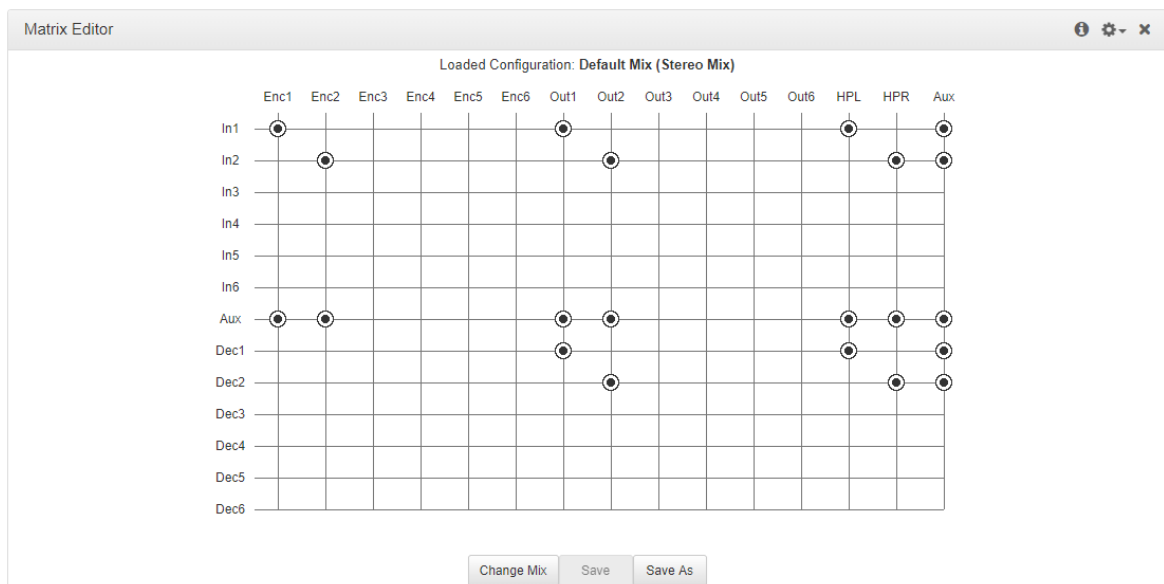 Matrix Editor
Loaded Configuration: Default Mix (Stereo Mix)
Enc1 Enc2 Enc3 Enc4 Enc5 Enc6 Out1 Out2 Out3 Out4 Out5 Out6 HPL HPR Aux
In1
In2
In3
In4
In5
In6
Aux
Dec1
Dec2
Dec3
Dec4
Dec5
Dec6
Change Mix Save Save As